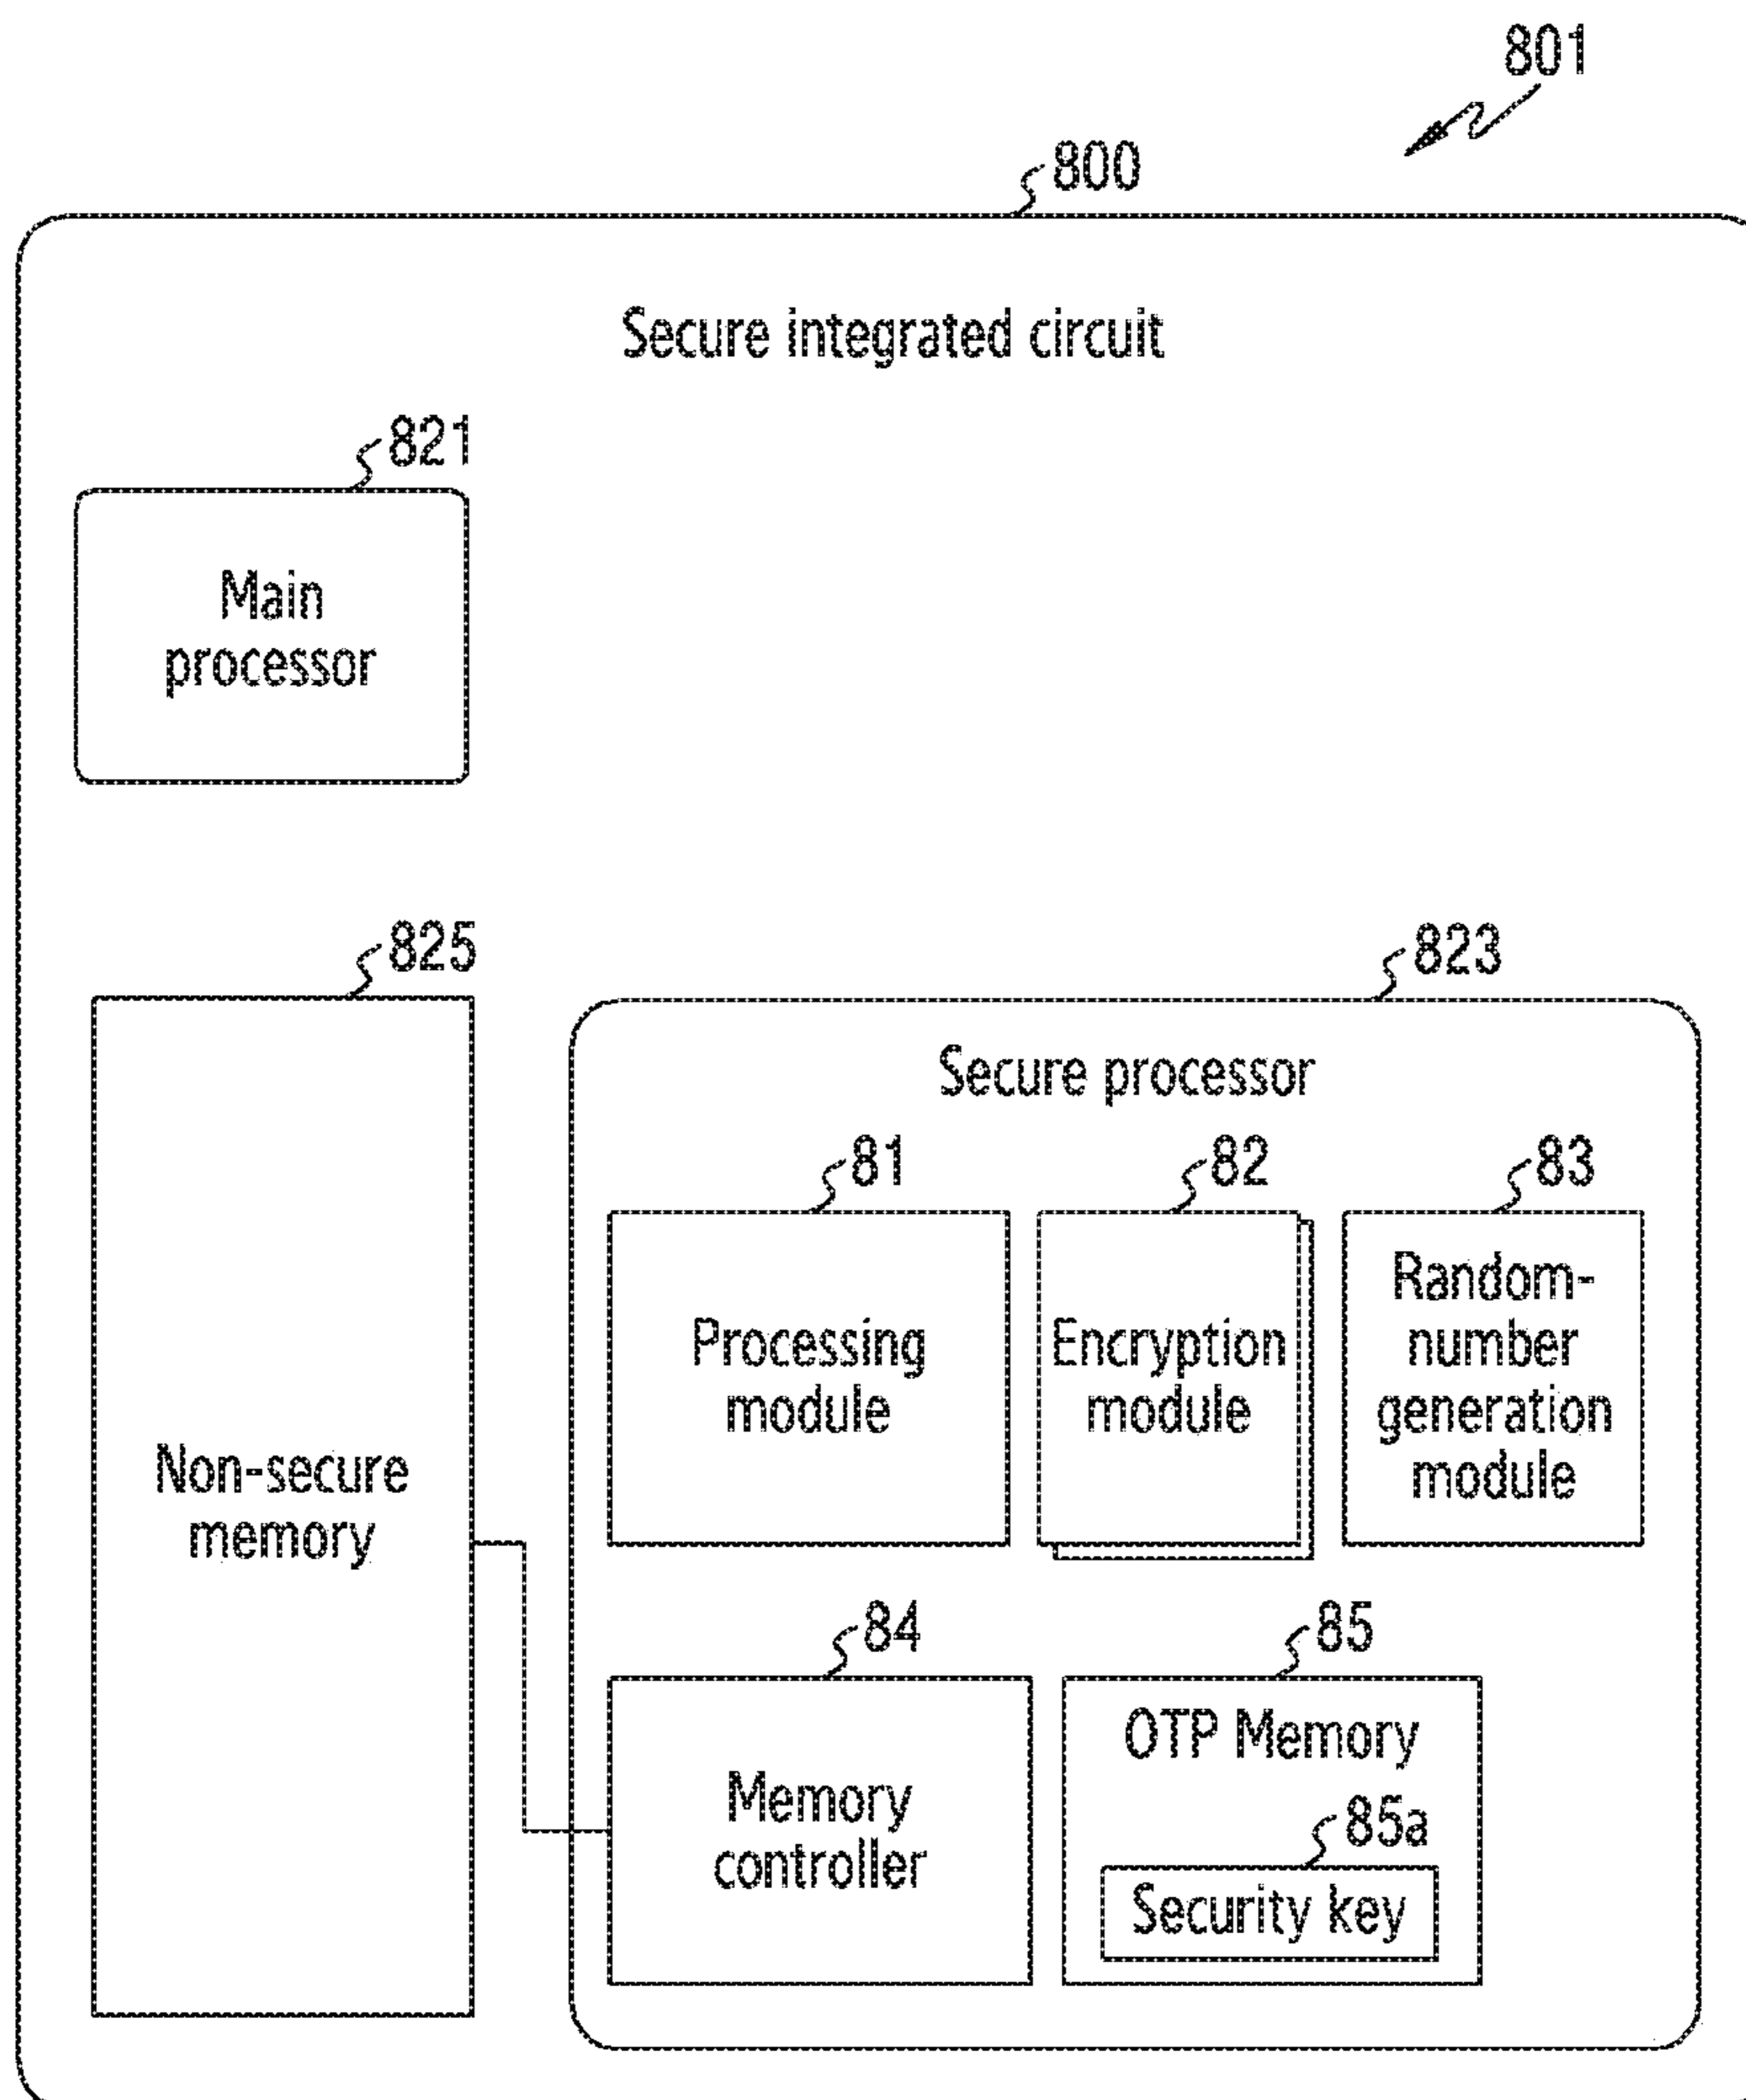 801
800
Secure integrated circuit
821
Main
processor
825
823
Non-secure
memory
Secure processor
81
82
83
Processing
module
Encryption
module
Random-
number
generation
module
84
85
Memory
controller
OTP Memory
85a
Security key